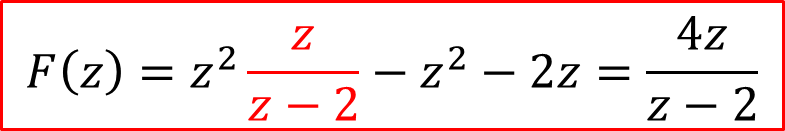 F(z) = z² z/(z − 2) − z² − 2z = 4z/(z − 2)